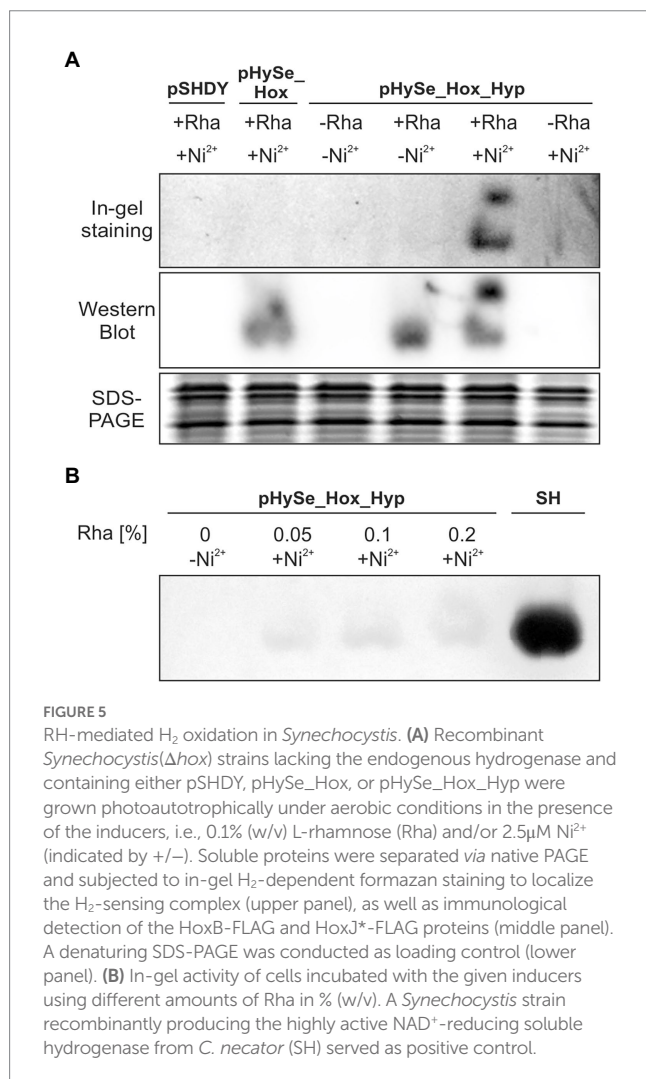 A
pSHDY pHySe_ pHySe_Hox_Hyp
Hox
+Rha +Rha -Rha +Rha +Rha -Rha
+Ni²⁺ +Ni²⁺ -Ni²⁺ -Ni²⁺ +Ni²⁺ +Ni²⁺
In-gel
staining
Western
Blot
SDS-
PAGE
B
pHySe_Hox_Hyp SH
Rha [%] 0 0.05 0.1 0.2
-Ni²⁺ +Ni²⁺ +Ni²⁺ +Ni²⁺
FIGURE 5
RH-mediated H₂ oxidation in Synechocystis. (A) Recombinant
Synechocystis(Δhox) strains lacking the endogenous hydrogenase and
containing either pSHDY, pHySe_Hox, or pHySe_Hox_Hyp were
grown photoautotrophically under aerobic conditions in the presence
of the inducers, i.e., 0.1% (w/v) L-rhamnose (Rha) and/or 2.5μM Ni²⁺
(indicated by +/−). Soluble proteins were separated via native PAGE
and subjected to in-gel H₂-dependent formazan staining to localize
the H₂-sensing complex (upper panel), as well as immunological
detection of the HoxB-FLAG and HoxJ*-FLAG proteins (middle panel).
A denaturing SDS-PAGE was conducted as loading control (lower
panel). (B) In-gel activity of cells incubated with the given inducers
using different amounts of Rha in % (w/v). A Synechocystis strain
recombinantly producing the highly active NAD⁺-reducing soluble
hydrogenase from C. necator (SH) served as positive control.